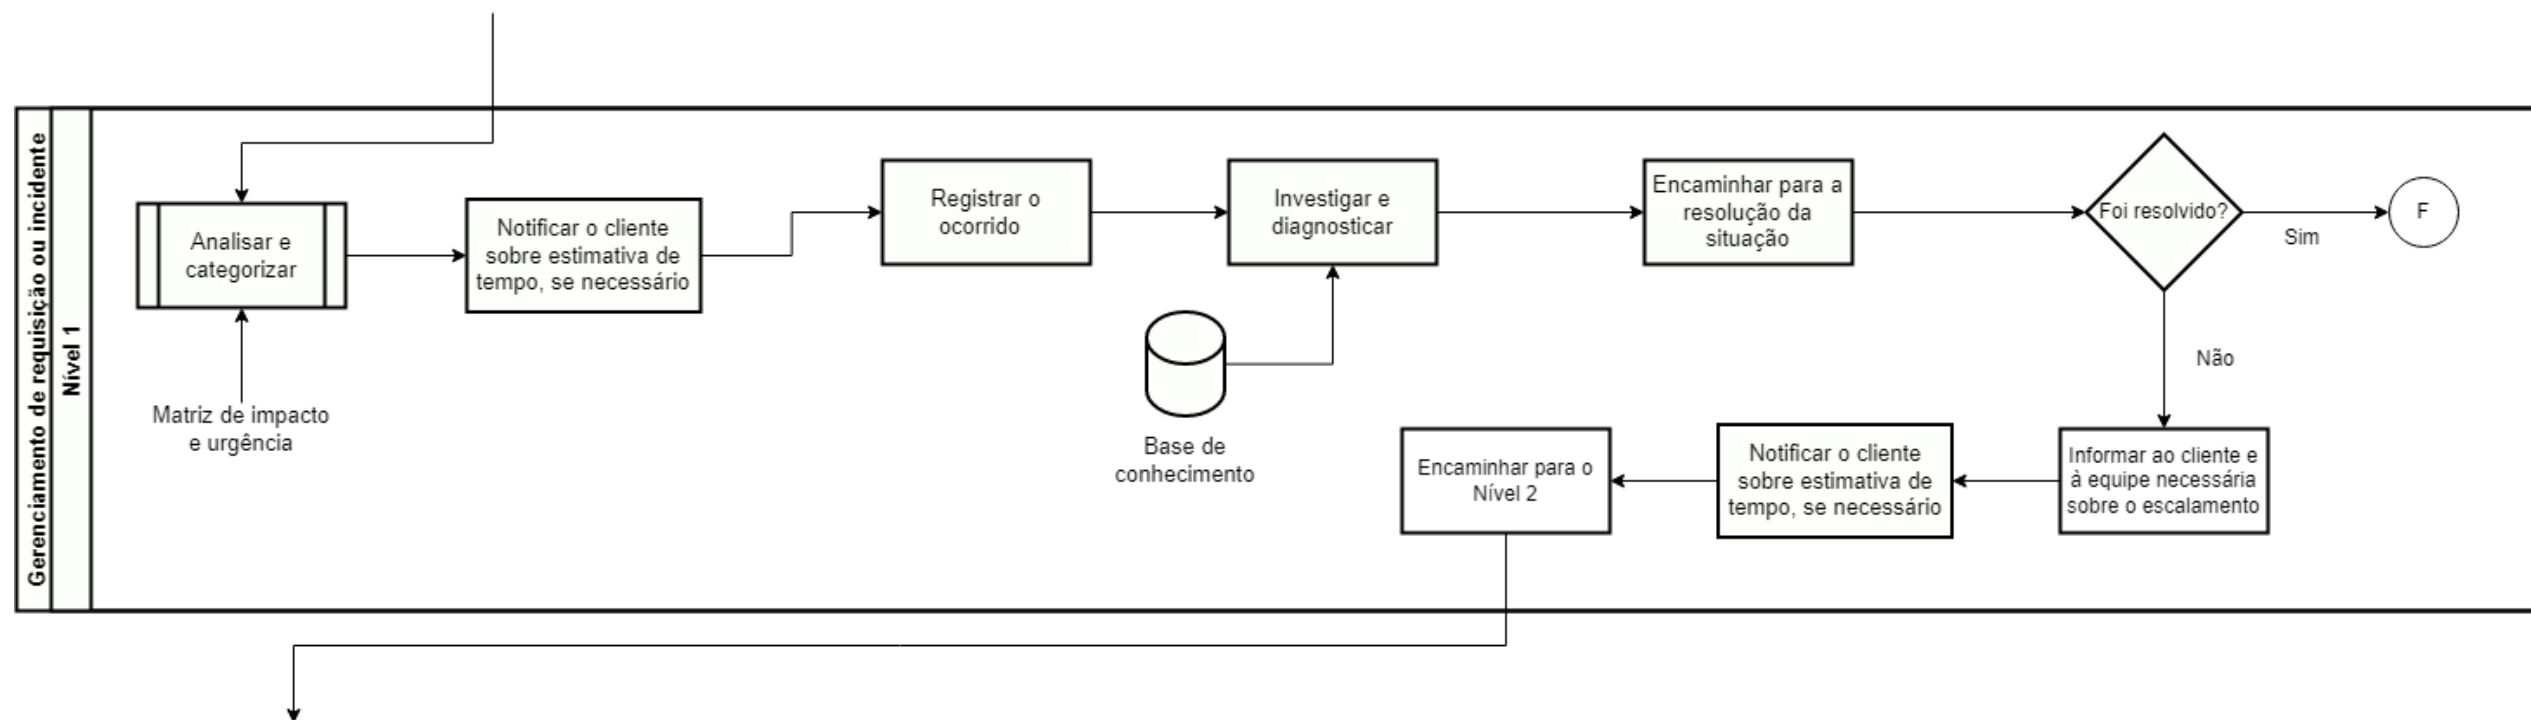 Gerenciamento de requisição ou incidente
Nível 1
Analisar e
categorizar
Matriz de impacto
e urgência
Notificar o cliente
sobre estimativa de
tempo, se necessário
Registrar o
ocorrido
Investigar e
diagnosticar
Base de
conhecimento
Encaminhar para a
resolução da
situação
Foi resolvido?
Sim
F
Não
Informar ao cliente e
à equipe necessária
sobre o escalamento
Notificar o cliente
sobre estimativa de
tempo, se necessário
Encaminhar para o
Nível 2